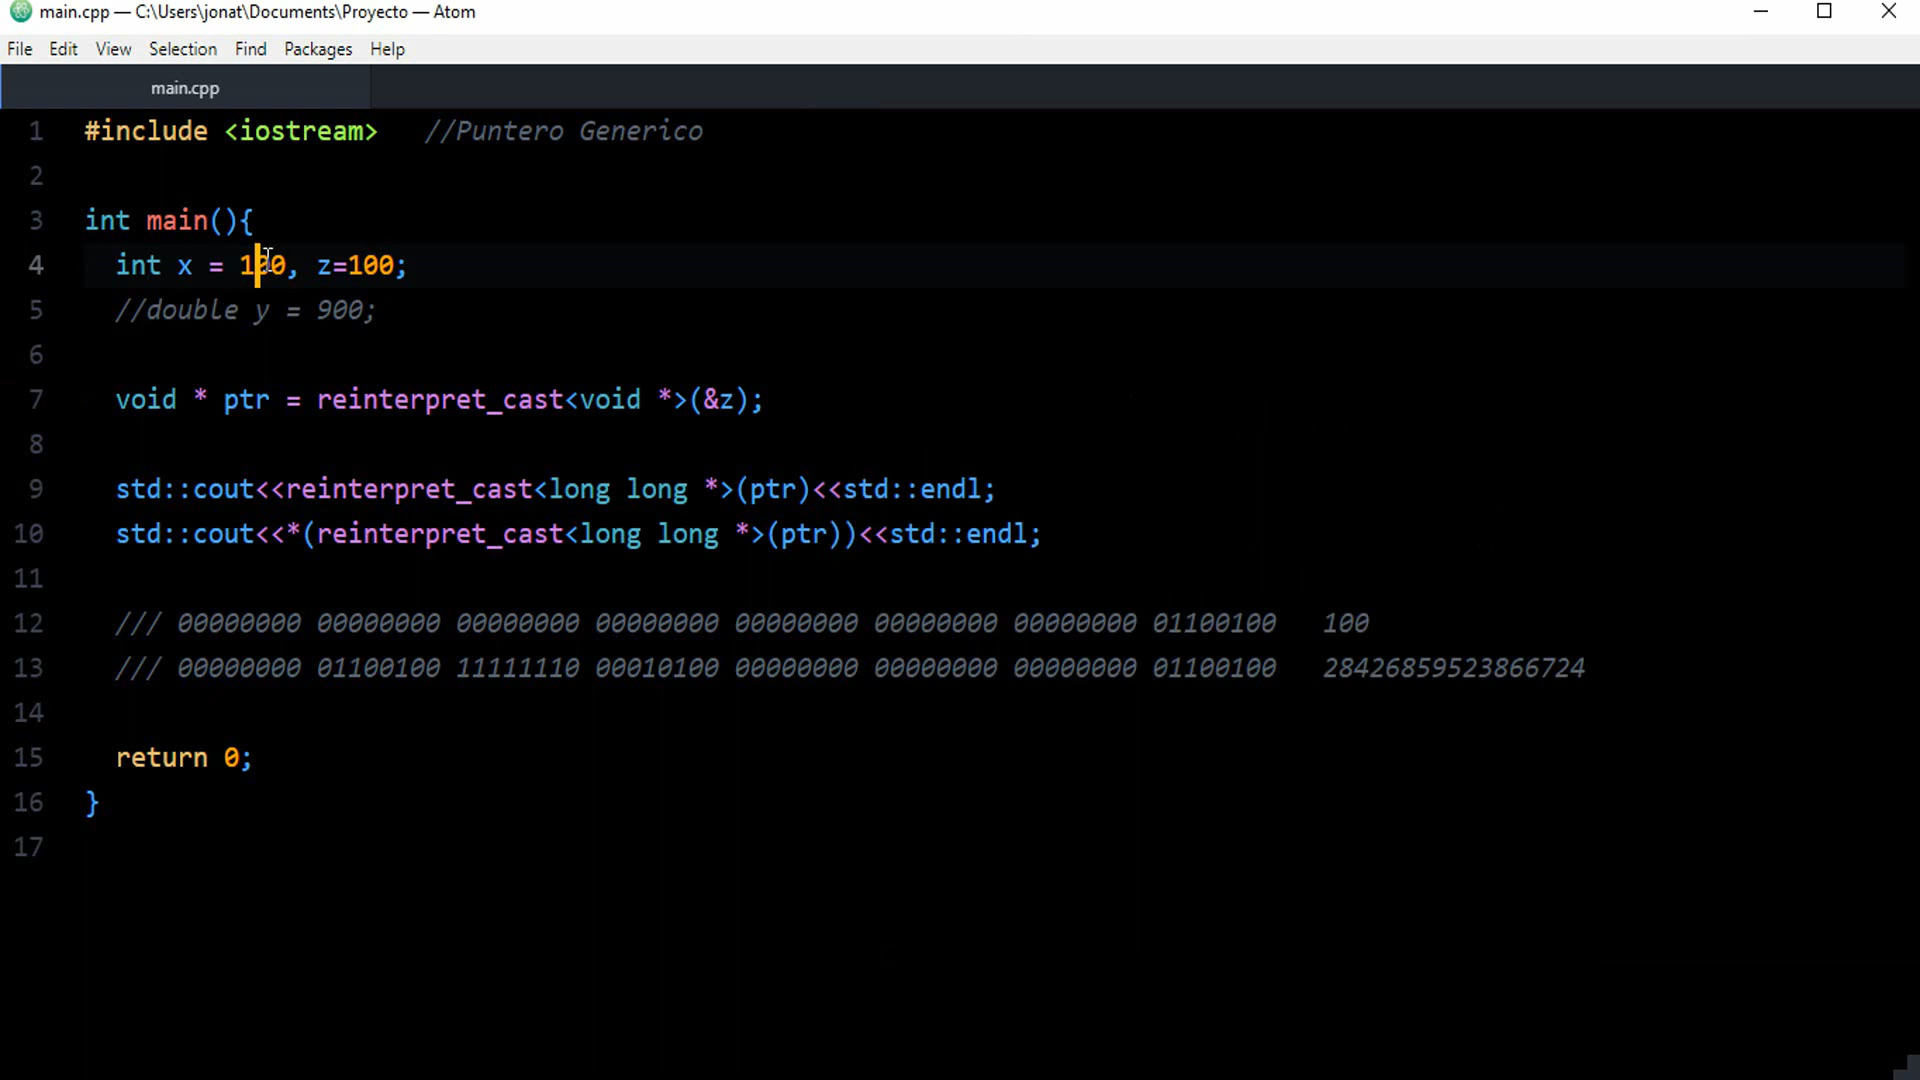 main.cpp — C:\Users\jonat\Documents\Proyecto — Atom
File Edit View Selection Find Packages Help
main.cpp
1 #include <iostream> //Puntero Generico
2
3 int main(){
4 int x = 100, z=100;
5 //double y = 900;
6
7 void * ptr = reinterpret_cast<void *>(&z);
8
9 std::cout<<reinterpret_cast<long long *>(ptr)<<std::endl;
10 std::cout<<*(reinterpret_cast<long long *>(ptr))<<std::endl;
11
12 /// 00000000 00000000 00000000 00000000 00000000 00000000 00000000 01100100 100
13 /// 00000000 01100100 11111110 00010100 00000000 00000000 00000000 01100100 28426859523866724
14
15 return 0;
16 }
17